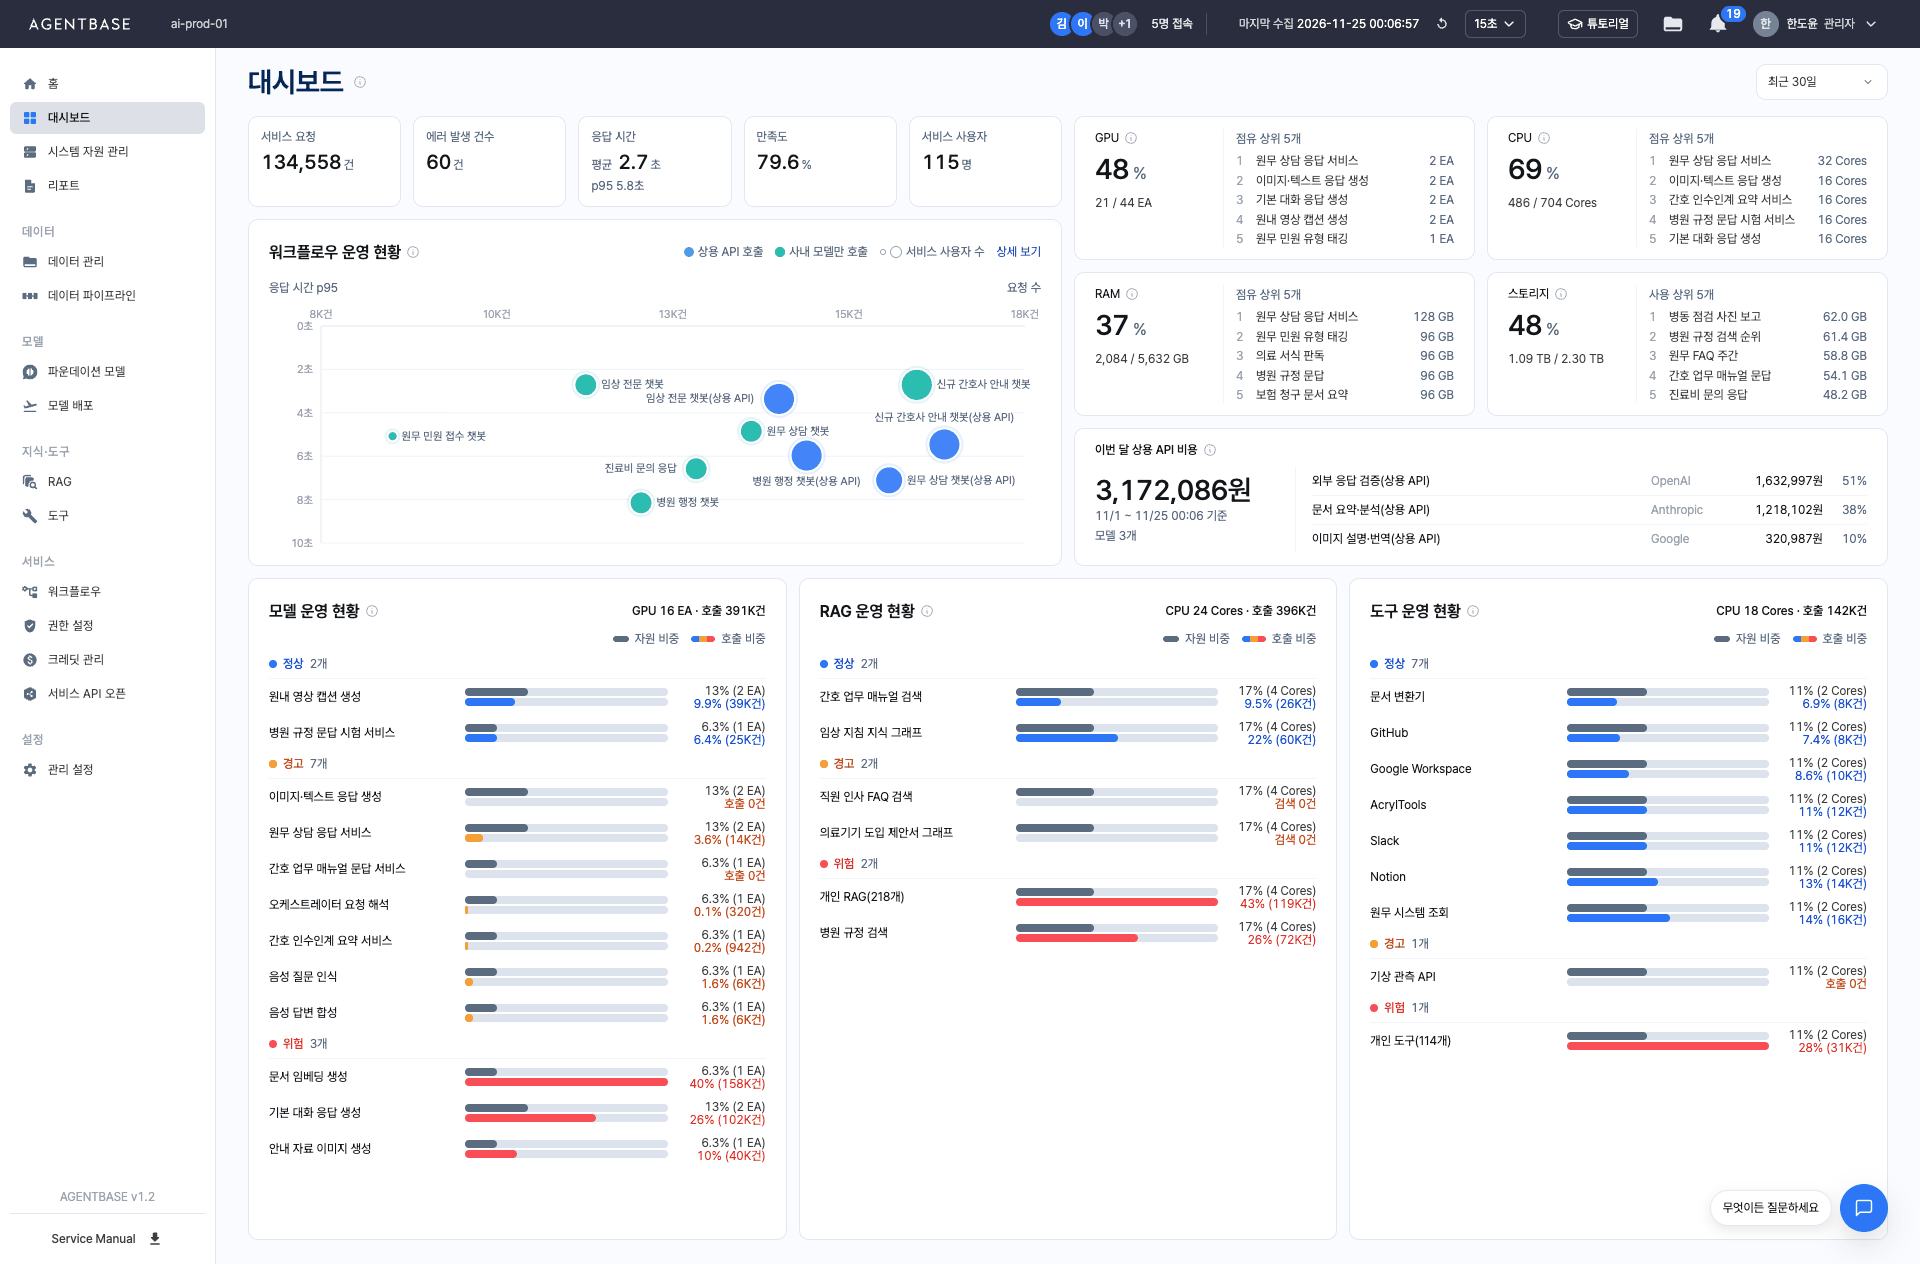 AGENTBASE
ai-prod-01
김 이 박 +1 5명 접속
마지막 수집 2026-11-25 00:06:57
15초
튜토리얼
19
한 한도윤 관리자
홈
대시보드
시스템 자원 관리
리포트
데이터
데이터 관리
데이터 파이프라인
모델
파운데이션 모델
모델 배포
지식·도구
RAG
도구
서비스
워크플로우
권한 설정
크레딧 관리
서비스 API 오픈
설정
관리 설정
AGENTBASE v1.2
Service Manual
대시보드
최근 30일
서비스 요청
134,558 건
에러 발생 건수
60 건
응답 시간
평균 2.7 초
p95 5.8초
만족도
79.6 %
서비스 사용자
115 명
워크플로우 운영 현황
상용 API 호출 사내 모델만 호출 서비스 사용자 수 상세 보기
응답 시간 p95 요청 수
8K건 10K건 13K건 15K건 18K건
0초
2초
4초
6초
8초
10초
임상 전문 챗봇
임상 전문 챗봇(상용 API)
신규 간호사 안내 챗봇
신규 간호사 안내 챗봇(상용 API)
원무 민원 접수 챗봇
원무 상담 챗봇
진료비 문의 응답
병원 행정 챗봇(상용 API)
원무 상담 챗봇(상용 API)
병원 행정 챗봇
GPU
48 %
21 / 44 EA
점유 상위 5개
1 원무 상담 응답 서비스 2 EA
2 이미지·텍스트 응답 생성 2 EA
3 기본 대화 응답 생성 2 EA
4 원내 영상 캡션 생성 2 EA
5 원무 민원 유형 태깅 1 EA
CPU
69 %
486 / 704 Cores
점유 상위 5개
1 원무 상담 응답 서비스 32 Cores
2 이미지·텍스트 응답 생성 16 Cores
3 간호 인수인계 요약 서비스 16 Cores
4 병원 규정 문답 시험 서비스 16 Cores
5 기본 대화 응답 생성 16 Cores
RAM
37 %
2,084 / 5,632 GB
점유 상위 5개
1 원무 상담 응답 서비스 128 GB
2 원무 민원 유형 태깅 96 GB
3 의료 서식 판독 96 GB
4 병원 규정 문답 96 GB
5 보험 청구 문서 요약 96 GB
스토리지
48 %
1.09 TB / 2.30 TB
사용 상위 5개
1 병동 점검 사진 보고 62.0 GB
2 병원 규정 검색 순위 61.4 GB
3 원무 FAQ 주간 58.8 GB
4 간호 업무 매뉴얼 문답 54.1 GB
5 진료비 문의 응답 48.2 GB
이번 달 상용 API 비용
3,172,086원
11/1 ~ 11/25 00:06 기준
모델 3개
외부 응답 검증(상용 API) OpenAI 1,632,997원 51%
문서 요약·분석(상용 API) Anthropic 1,218,102원 38%
이미지 설명·번역(상용 API) Google 320,987원 10%
모델 운영 현황 GPU 16 EA · 호출 391K건
자원 비중 호출 비중
정상 2개
원내 영상 캡션 생성 13% (2 EA)
9.9% (39K건)
병원 규정 문답 시험 서비스 6.3% (1 EA)
6.4% (25K건)
경고 7개
이미지·텍스트 응답 생성 13% (2 EA)
호출 0건
원무 상담 응답 서비스 13% (2 EA)
3.6% (14K건)
간호 업무 매뉴얼 문답 서비스 6.3% (1 EA)
호출 0건
오케스트레이터 요청 해석 6.3% (1 EA)
0.1% (320건)
간호 인수인계 요약 서비스 6.3% (1 EA)
0.2% (942건)
음성 질문 인식 6.3% (1 EA)
1.6% (6K건)
음성 답변 합성 6.3% (1 EA)
1.6% (6K건)
위험 3개
문서 임베딩 생성 6.3% (1 EA)
40% (158K건)
기본 대화 응답 생성 13% (2 EA)
26% (102K건)
안내 자료 이미지 생성 6.3% (1 EA)
10% (40K건)
RAG 운영 현황 CPU 24 Cores · 호출 396K건
자원 비중 호출 비중
정상 2개
간호 업무 매뉴얼 검색 17% (4 Cores)
9.5% (26K건)
임상 지침 지식 그래프 17% (4 Cores)
22% (60K건)
경고 2개
직원 인사 FAQ 검색 17% (4 Cores)
검색 0건
의료기기 도입 제안서 그래프 17% (4 Cores)
검색 0건
위험 2개
개인 RAG(218개) 17% (4 Cores)
43% (119K건)
병원 규정 검색 17% (4 Cores)
26% (72K건)
도구 운영 현황 CPU 18 Cores · 호출 142K건
자원 비중 호출 비중
정상 7개
문서 변환기 11% (2 Cores)
6.9% (8K건)
GitHub 11% (2 Cores)
7.4% (8K건)
Google Workspace 11% (2 Cores)
8.6% (10K건)
AcrylTools 11% (2 Cores)
11% (12K건)
Slack 11% (2 Cores)
11% (12K건)
Notion 11% (2 Cores)
13% (14K건)
원무 시스템 조회 11% (2 Cores)
14% (16K건)
경고 1개
기상 관측 API 11% (2 Cores)
호출 0건
위험 1개
개인 도구(114개) 11% (2 Cores)
28% (31K건)
무엇이든 질문하세요